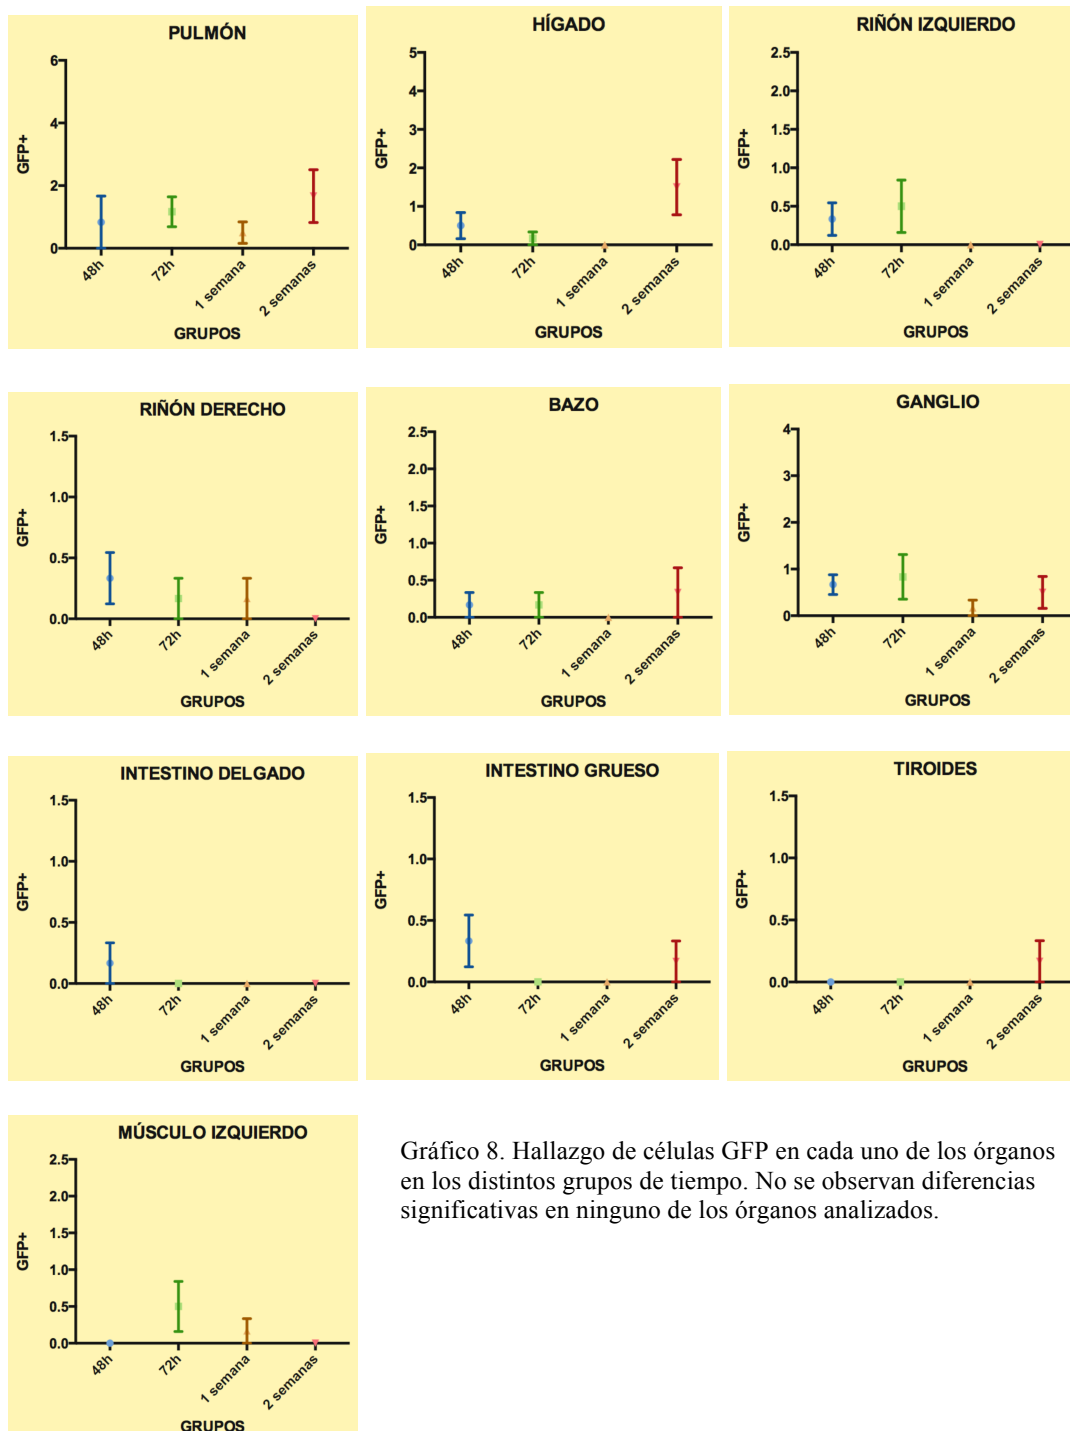 PULMÓN
6
4
2
0
GFP+
48h
72h
1 semana
2 semanas
GRUPOS
HÍGADO
5
4
3
2
1
0
GFP+
48h
72h
1 semana
2 semanas
GRUPOS
RIÑÓN IZQUIERDO
2.5
2.0
1.5
1.0
0.5
0.0
GFP+
48h
72h
1 semana
2 semanas
GRUPOS
RIÑÓN DERECHO
1.5
1.0
0.5
0.0
GFP+
48h
72h
1 semana
2 semanas
GRUPOS
BAZO
2.5
2.0
1.5
1.0
0.5
0.0
GFP+
48h
72h
1 semana
2 semanas
GRUPOS
GANGLIO
4
3
2
1
0
GFP+
48h
72h
1 semana
2 semanas
GRUPOS
INTESTINO DELGADO
1.5
1.0
0.5
0.0
GFP+
48h
72h
1 semana
2 semanas
GRUPOS
INTESTINO GRUESO
1.5
1.0
0.5
0.0
GFP+
48h
72h
1 semana
2 semanas
GRUPOS
TIROIDES
1.5
1.0
0.5
0.0
GFP+
48h
72h
1 semana
2 semanas
GRUPOS
MÚSCULO IZQUIERDO
2.5
2.0
1.5
1.0
0.5
0.0
GFP+
48h
72h
1 semana
2 semanas
GRUPOS
Gráfico 8. Hallazgo de células GFP en cada uno de los órganos
en los distintos grupos de tiempo. No se observan diferencias
significativas en ninguno de los órganos analizados.